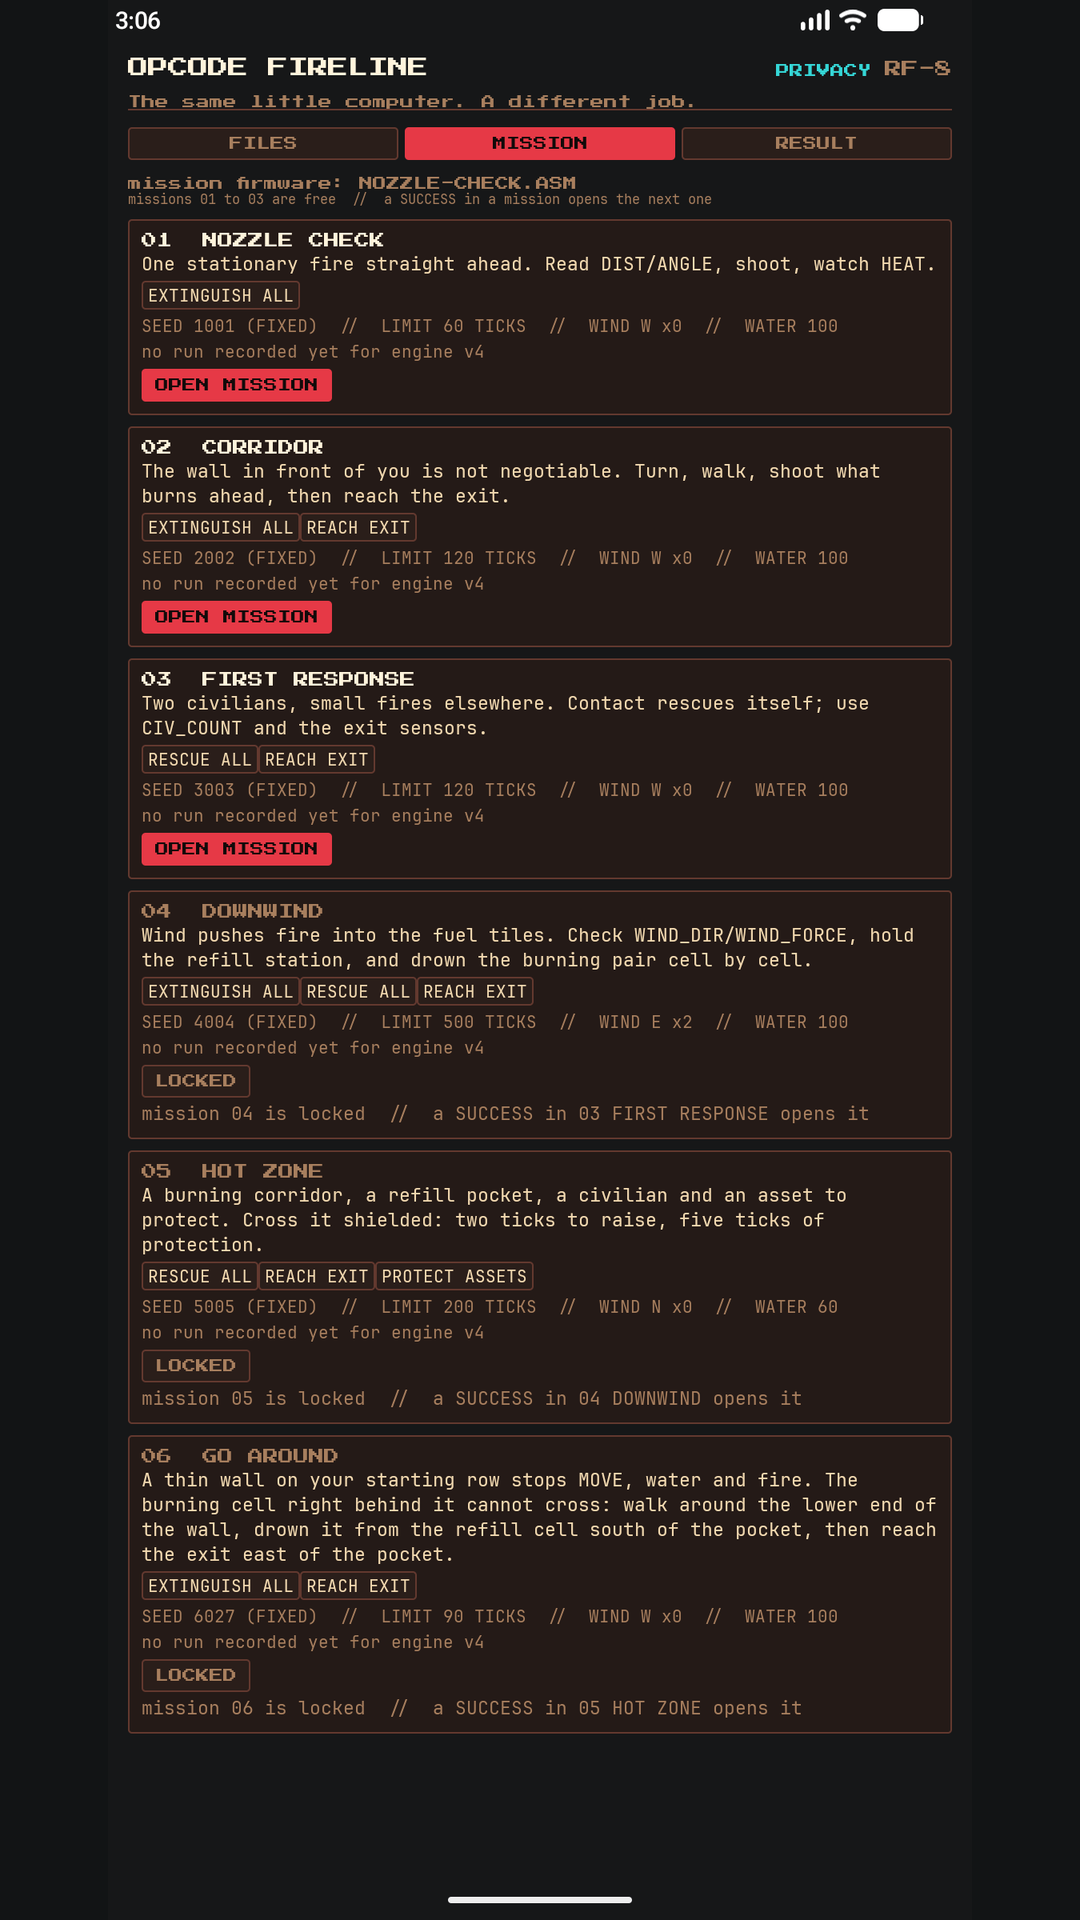 3:06
OPCODE FIRELINE
PRIVACY RF-8
The same little computer. A different job.
FILES
MISSION
RESULT
mission firmware: NOZZLE-CHECK.ASM
missions 01 to 03 are free // a SUCCESS in a mission opens the next one
01 NOZZLE CHECK
One stationary fire straight ahead. Read DIST/ANGLE, shoot, watch HEAT.
EXTINGUISH ALL
SEED 1001 (FIXED) // LIMIT 60 TICKS // WIND W x0 // WATER 100
no run recorded yet for engine v4
OPEN MISSION
02 CORRIDOR
The wall in front of you is not negotiable. Turn, walk, shoot what
burns ahead, then reach the exit.
EXTINGUISH ALL REACH EXIT
SEED 2002 (FIXED) // LIMIT 120 TICKS // WIND W x0 // WATER 100
no run recorded yet for engine v4
OPEN MISSION
03 FIRST RESPONSE
Two civilians, small fires elsewhere. Contact rescues itself; use
CIV_COUNT and the exit sensors.
RESCUE ALL REACH EXIT
SEED 3003 (FIXED) // LIMIT 120 TICKS // WIND W x0 // WATER 100
no run recorded yet for engine v4
OPEN MISSION
04 DOWNWIND
Wind pushes fire into the fuel tiles. Check WIND_DIR/WIND_FORCE, hold
the refill station, and drown the burning pair cell by cell.
EXTINGUISH ALL RESCUE ALL REACH EXIT
SEED 4004 (FIXED) // LIMIT 500 TICKS // WIND E x2 // WATER 100
no run recorded yet for engine v4
LOCKED
mission 04 is locked // a SUCCESS in 03 FIRST RESPONSE opens it
05 HOT ZONE
A burning corridor, a refill pocket, a civilian and an asset to
protect. Cross it shielded: two ticks to raise, five ticks of
protection.
RESCUE ALL REACH EXIT PROTECT ASSETS
SEED 5005 (FIXED) // LIMIT 200 TICKS // WIND N x0 // WATER 60
no run recorded yet for engine v4
LOCKED
mission 05 is locked // a SUCCESS in 04 DOWNWIND opens it
06 GO AROUND
A thin wall on your starting row stops MOVE, water and fire. The
burning cell right behind it cannot cross: walk around the lower end of
the wall, drown it from the refill cell south of the pocket, then reach
the exit east of the pocket.
EXTINGUISH ALL REACH EXIT
SEED 6027 (FIXED) // LIMIT 90 TICKS // WIND W x0 // WATER 100
no run recorded yet for engine v4
LOCKED
mission 06 is locked // a SUCCESS in 05 HOT ZONE opens it